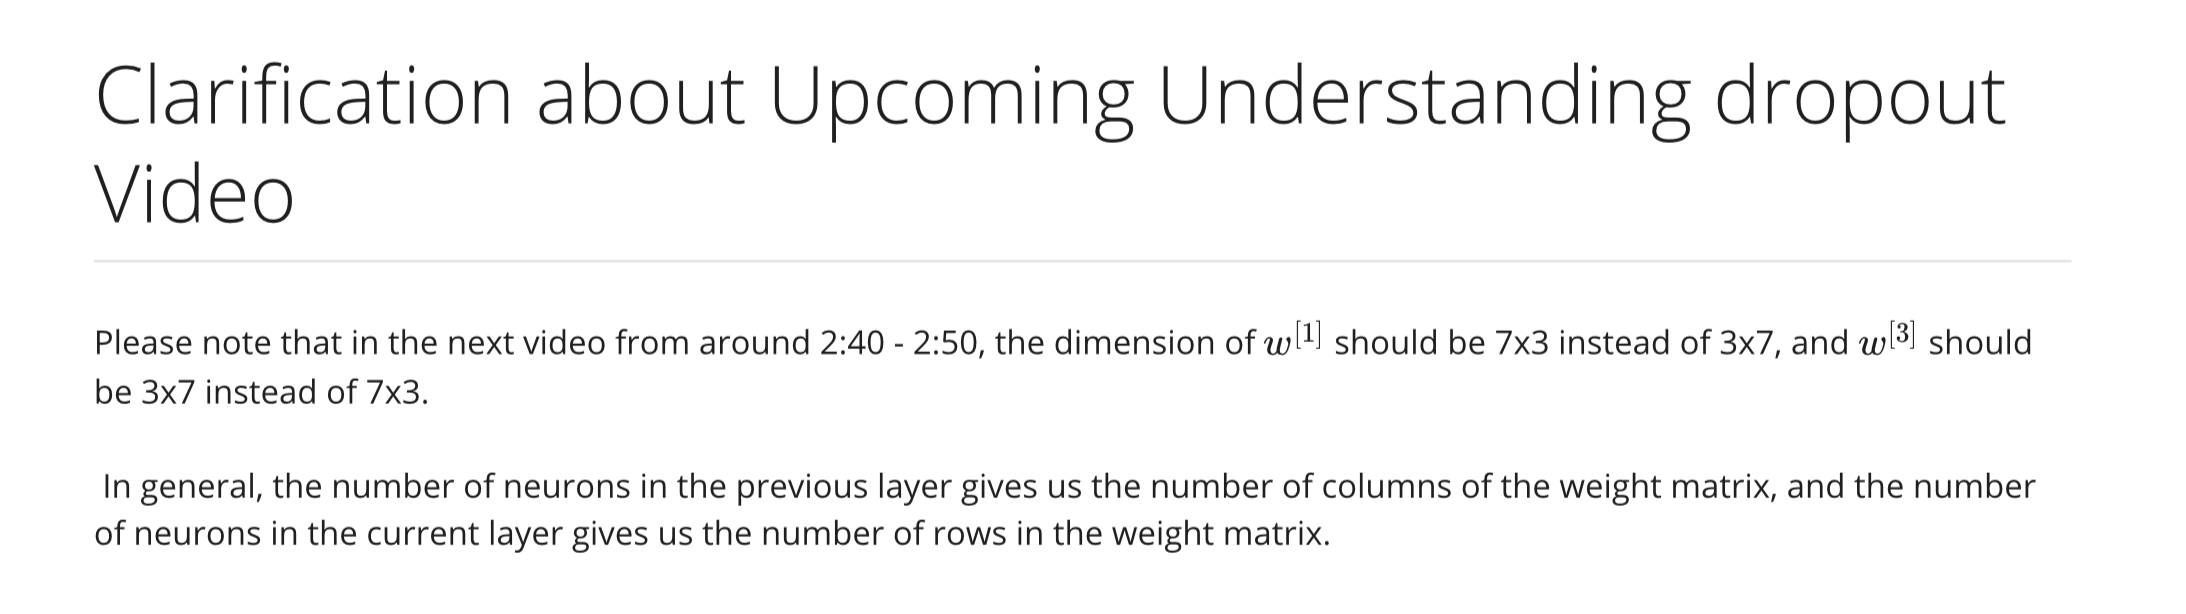 Clarification about Upcoming Understanding dropout
Video
Please note that in the next video from around 2:40 - 2:50, the dimension of w[1] should be 7x3 instead of 3x7, and w[3] should
be 3x7 instead of 7x3.
In general, the number of neurons in the previous layer gives us the number of columns of the weight matrix, and the number
of neurons in the current layer gives us the number of rows in the weight matrix.